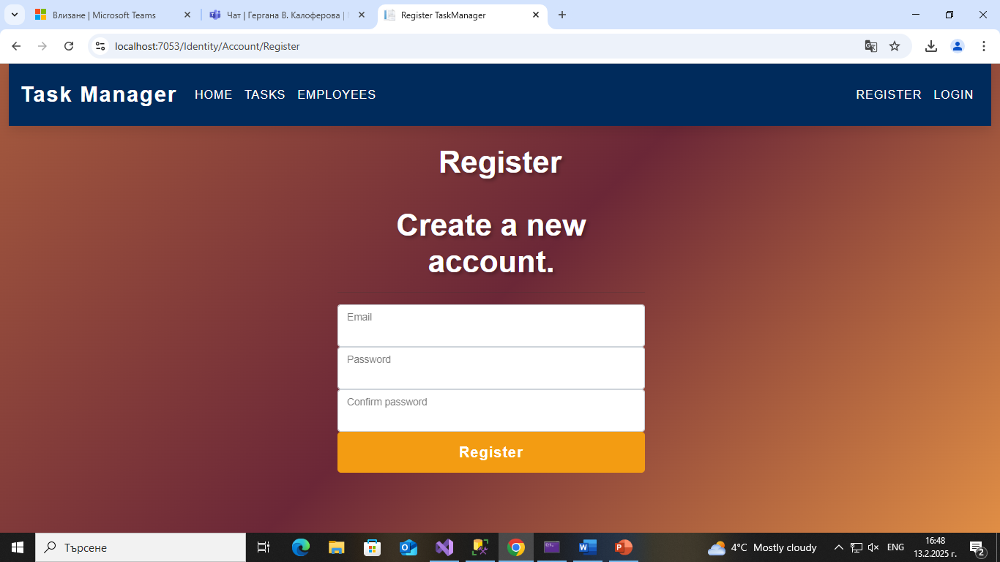 Влизане | Microsoft Teams
Чат | Гергана В. Калоферова |
Register TaskManager
localhost:7053/Identity/Account/Register
Task Manager
HOME
TASKS
EMPLOYEES
REGISTER
LOGIN
Register
Create a new
account.
Email
Password
Confirm password
Register
Търсене
4°C Mostly cloudy
ENG
16:48
13.2.2025 г.
2